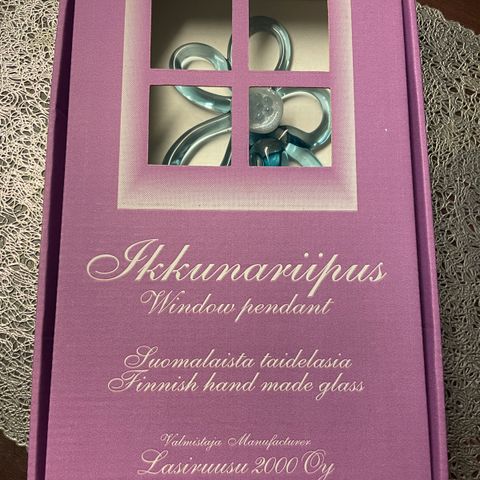 Ikkunariipus
Window pendant
Suomalaista taidelasia
Finnish hand made glass
Valmistaja Manufacturer
Lasiruusu 2000 Oy